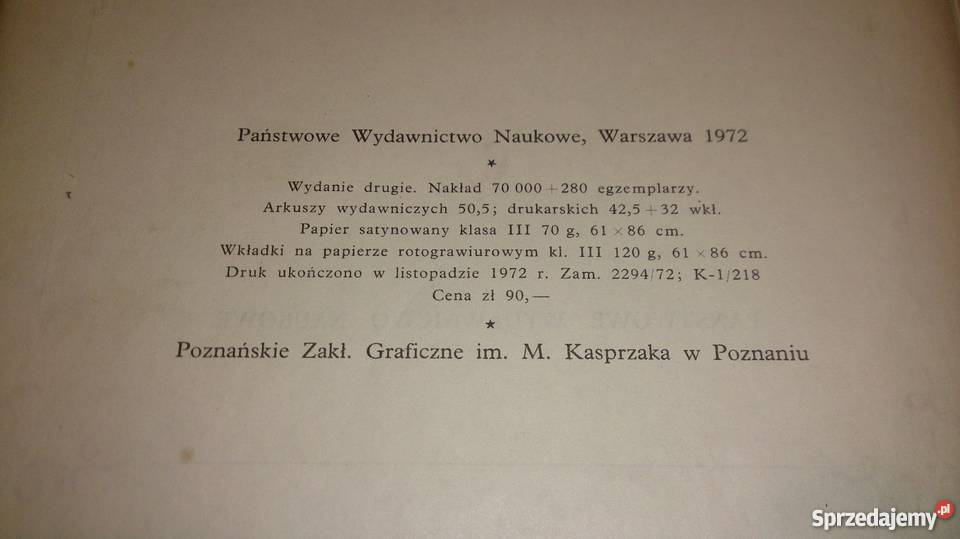 Państwowe Wydawnictwo Naukowe, Warszawa 1972
*
Wydanie drugie. Nakład 70 000 + 280 egzemplarzy.
Arkuszy wydawniczych 50,5; drukarskich 42,5 + 32 wkł.
Papier satynowany klasa III 70 g, 61 × 86 cm.
Wkładki na papierze rotograwiurowym kl. III 120 g, 61 × 86 cm.
Druk ukończono w listopadzie 1972 r. Zam. 2294/72; K-1/218
Cena zł 90,—
*
Poznańskie Zakł. Graficzne im. M. Kasprzaka w Poznaniu
Sprzedajemy.pl